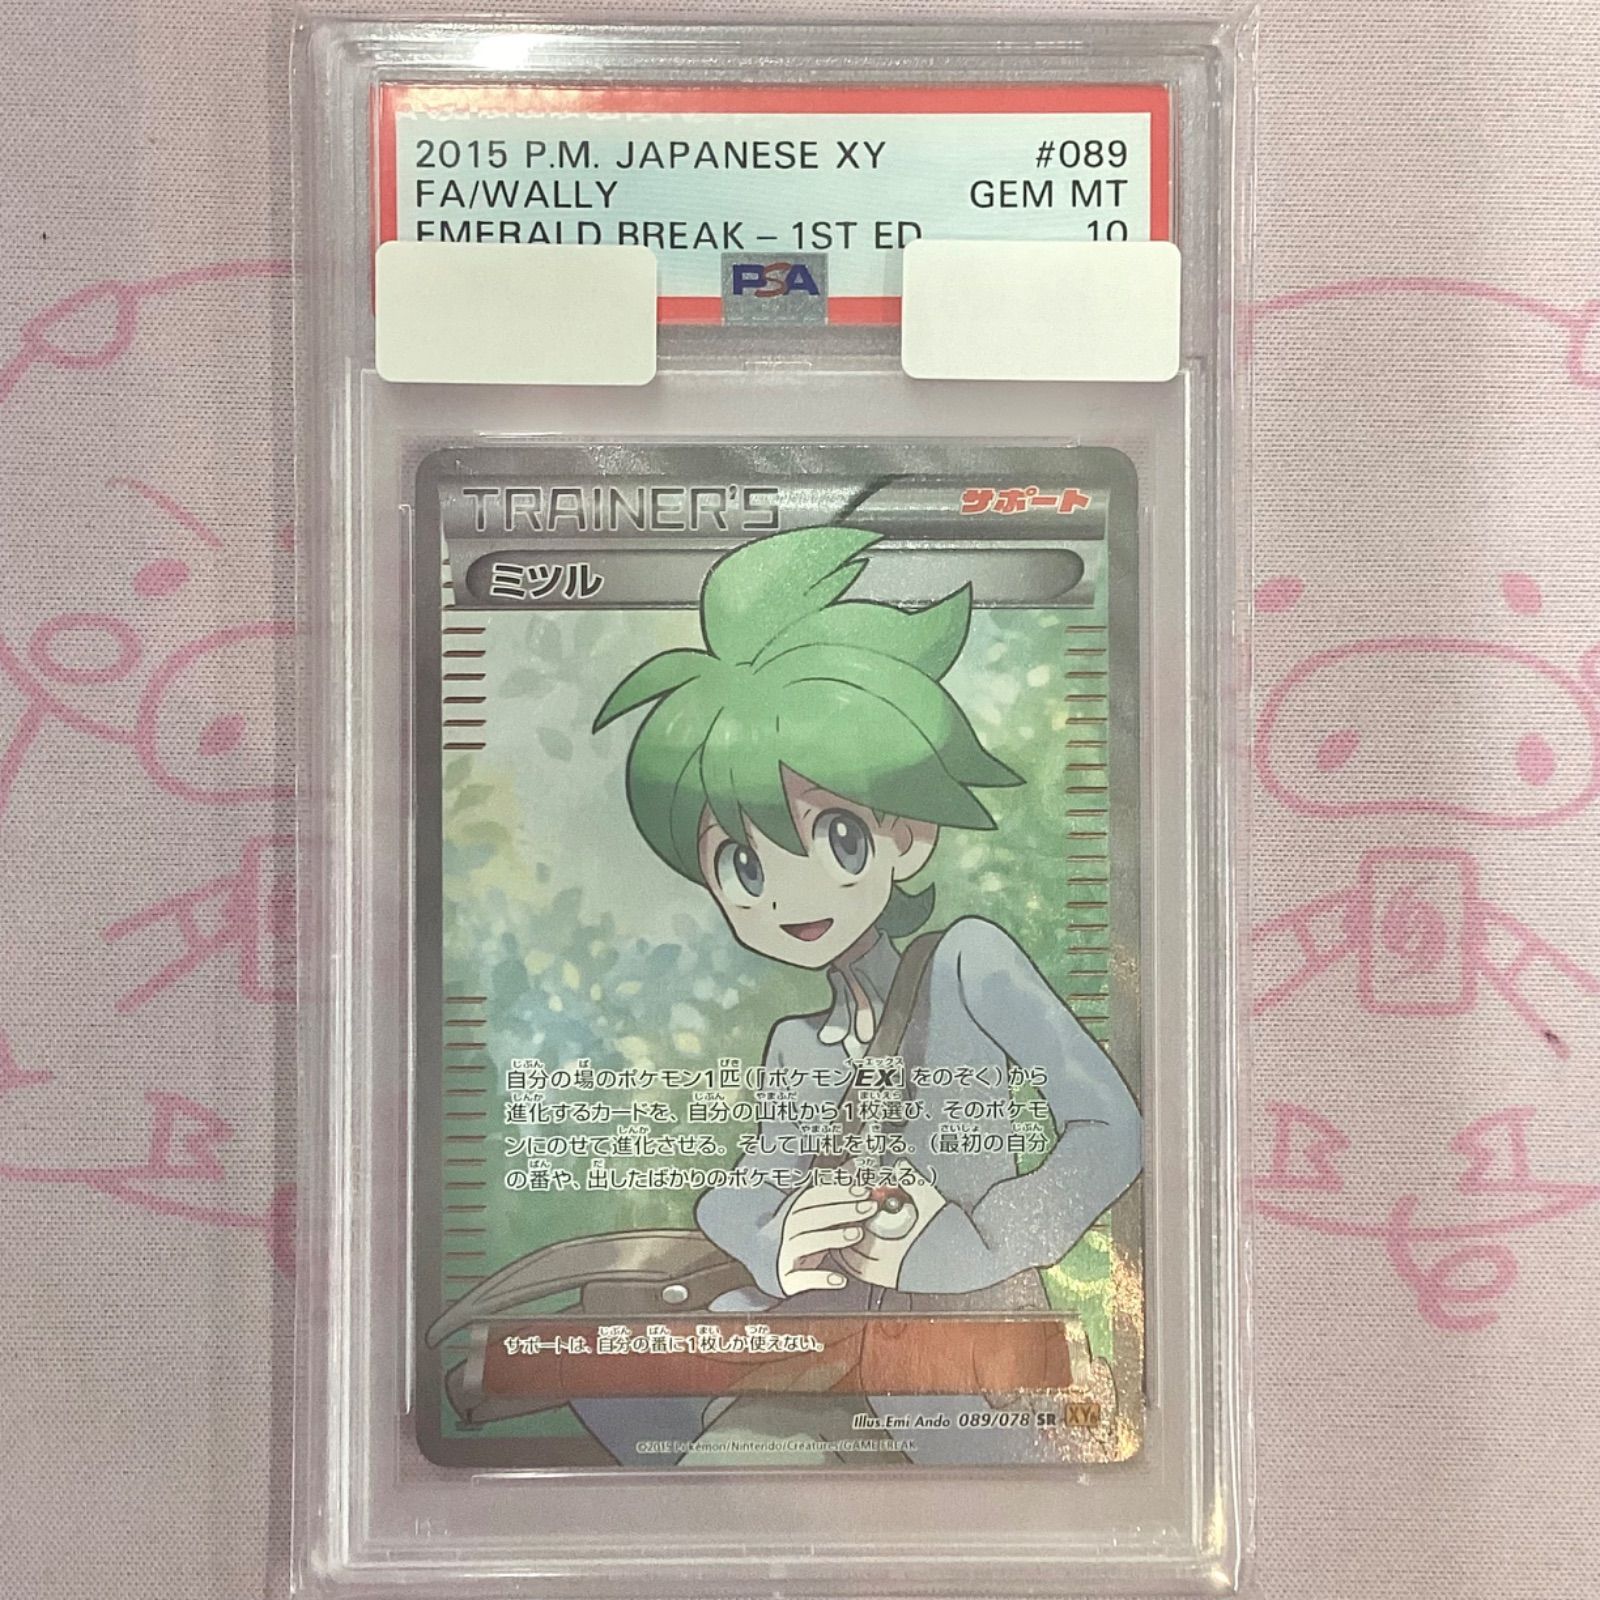 2015 P.M. JAPANESE XY #089
FA/WALLY GEM MT
EMERALD BREAK – 1ST ED 10
PSA
TRAINER'S サポート
ミツル
自分の場のポケモン1匹(「ポケモンEX」をのぞく)から
進化するカードを、自分の山札から1枚選び、そのポケモ
ンにのせて進化させる。そして山札を切る。(最初の自分
の番や、出したばかりのポケモンにも使える。)
サポートは、自分の番に1枚しか使えない。
Illus.Emi Ando 089/078 SR XY6
©2015 Pokémon/Nintendo/Creatures/GAME FREAK